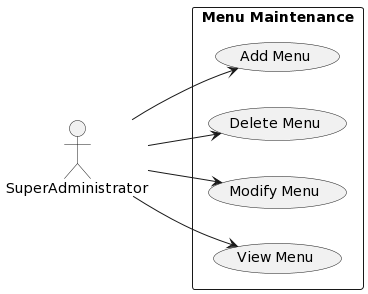 Menu Maintenance
Add Menu
Delete Menu
SuperAdministrator
Modify Menu
View Menu